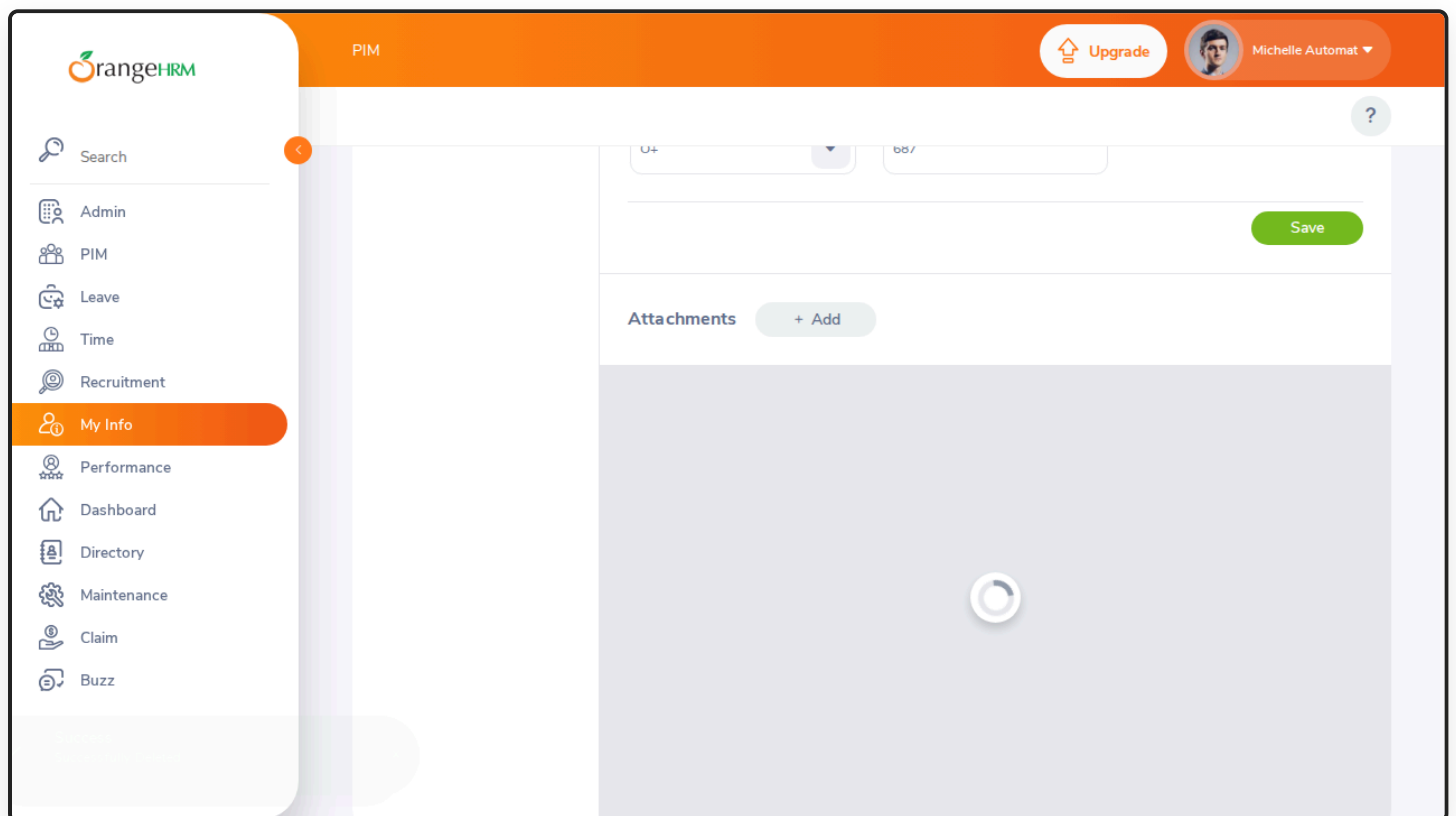 OrangeHRM
PIM
Upgrade
Michelle Automat
?
Search
Admin
PIM
Leave
Time
Recruitment
My Info
Performance
Dashboard
Directory
Maintenance
Claim
Buzz
O+
687
Save
Attachments
+ Add